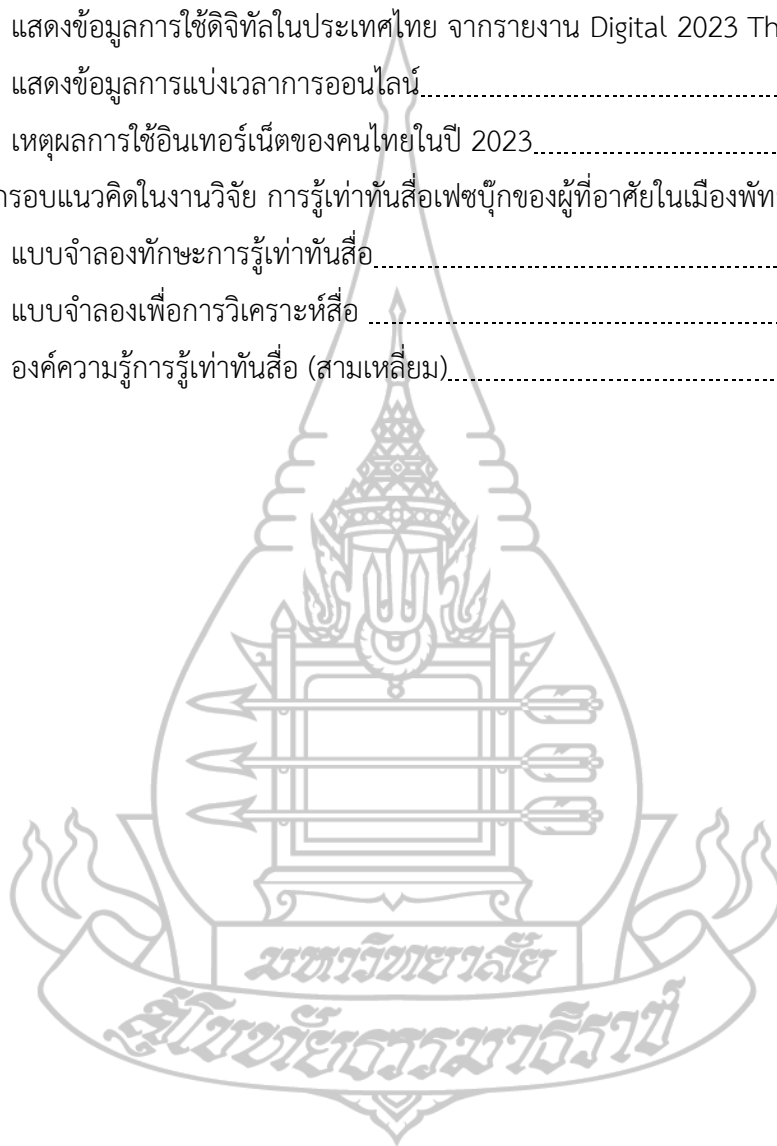 แสดงข้อมูลการใช้ดิจิทัลในประเทศไทย จากรายงาน Digital 2023 Th
แสดงข้อมูลการแบ่งเวลาการออนไลน์
เหตุผลการใช้อินเทอร์เน็ตของคนไทยในปี 2023
กรอบแนวคิดในงานวิจัย การรู้เท่าทันสื่อเฟซบุ๊กของผู้ที่อาศัยในเมืองพัท
แบบจำลองทักษะการรู้เท่าทันสื่อ
แบบจำลองเพื่อการวิเคราะห์สื่อ
องค์ความรู้การรู้เท่าทันสื่อ (สามเหลี่ยม)
มหาวิทยาลัย
สุโขทัยธรรมาธิราช